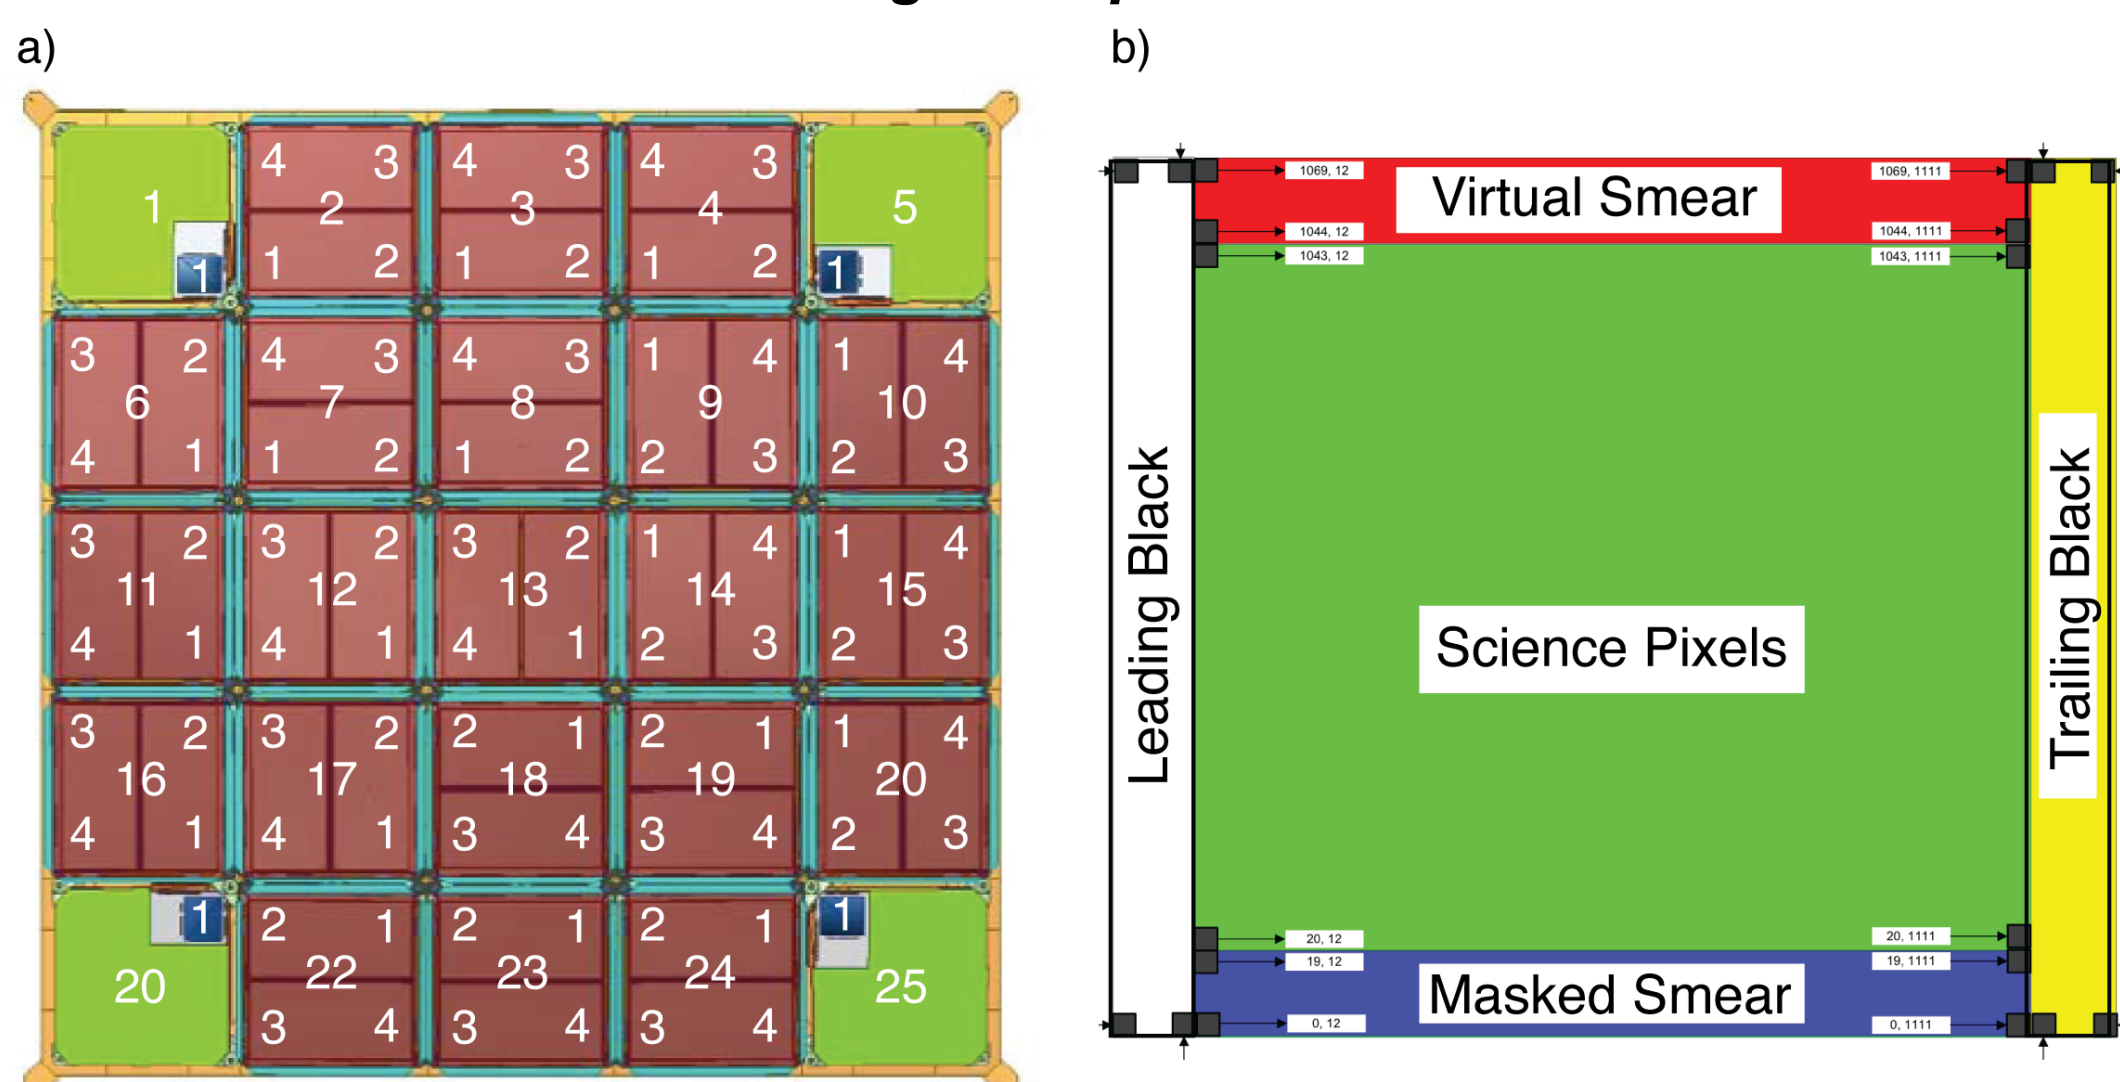 a)
b)
1
4 3 4 3 4 3
2 3 4
5
1 2 1 2 1 2
1 1
3 2 4 3 4 3 1 4 1 4
6 7 8 9 10
4 1 1 2 1 2 2 3 2 3
3 2 3 2 3 2 1 4 1 4
11 12 13 14 15
4 1 4 1 4 1 2 3 2 3
3 2 3 2 2 1 2 1 1 4
16 17 18 19 20
4 1 4 1 3 4 3 4 2 3
1 2 1 2 1 2 1 1
20 22 23 24 25
3 4 3 4 3 4
1069, 12
1069, 1111
Virtual Smear
1044, 12
1044, 1111
1043, 12
1043, 1111
Leading Black
Science Pixels
Trailing Black
20, 12
20, 1111
19, 12
19, 1111
Masked Smear
0, 12
0, 1111